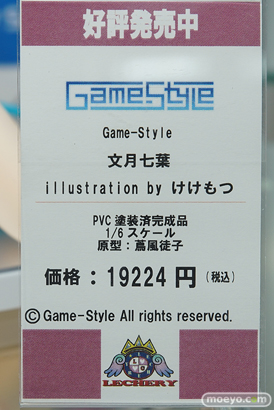 好評発売中
GameStyle
Game-Style
文月七葉
illustration by けけもつ
PVC 塗装済完成品
1/6 スケール
原型：蔦風徒子
価格：19224 円 (税込)
©Game-Style All rights reserved.
LECHERY
moeyo.com